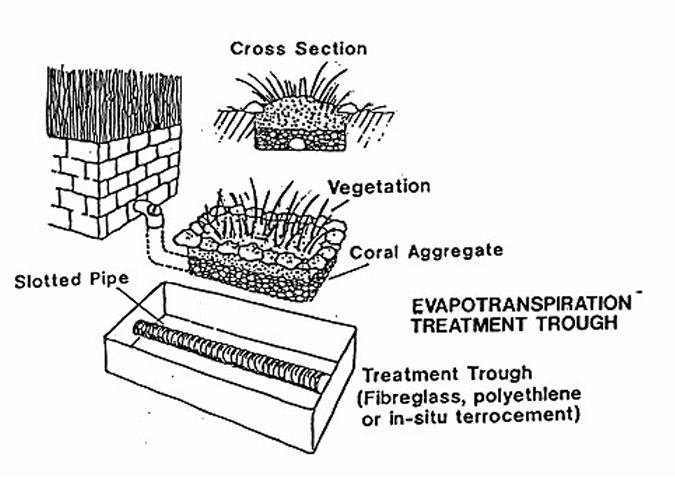 Cross Section
Vegetation
Coral Aggregate
Slotted Pipe
EVAPOTRANSPIRATION
TREATMENT TROUGH
Treatment Trough
(Fibreglass, polyethlene
or in-situ terrocement)